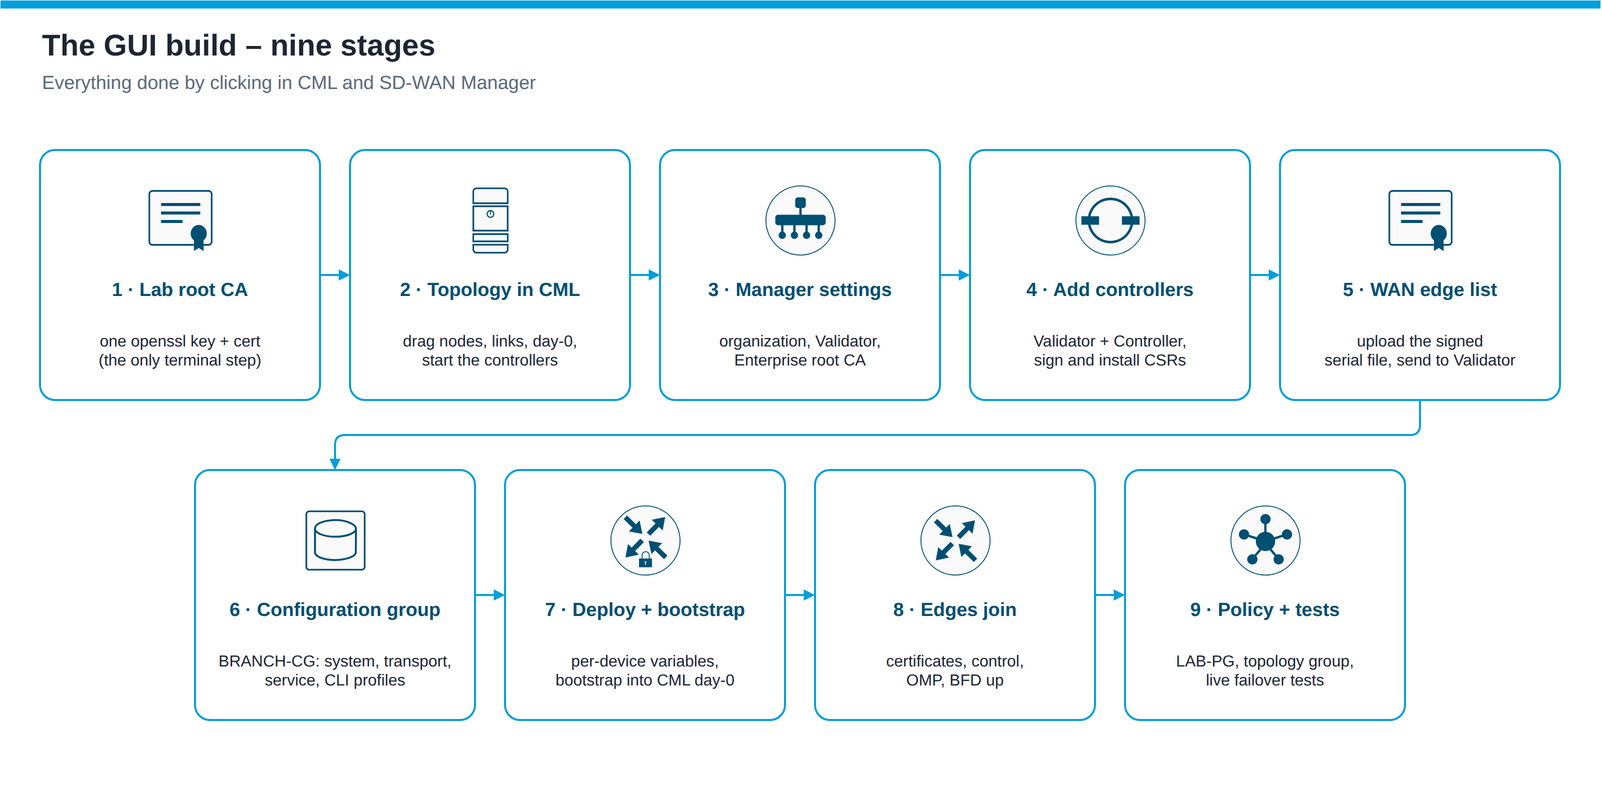 The GUI build – nine stages
Everything done by clicking in CML and SD-WAN Manager
1 · Lab root CA
one openssl key + cert
(the only terminal step)
2 · Topology in CML
drag nodes, links, day-0,
start the controllers
3 · Manager settings
organization, Validator,
Enterprise root CA
4 · Add controllers
Validator + Controller,
sign and install CSRs
5 · WAN edge list
upload the signed
serial file, send to Validator
6 · Configuration group
BRANCH-CG: system, transport,
service, CLI profiles
7 · Deploy + bootstrap
per-device variables,
bootstrap into CML day-0
8 · Edges join
certificates, control,
OMP, BFD up
9 · Policy + tests
LAB-PG, topology group,
live failover tests